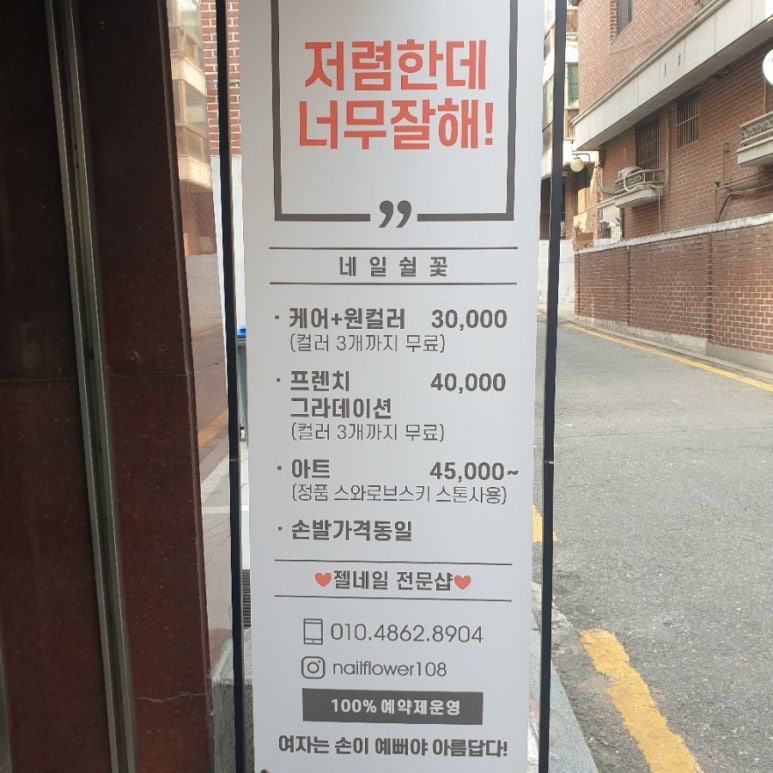 저렴한데
너무잘해!
”
네일쉴꽃
· 케어+원컬러 30,000
(컬러 3개까지 무료)
· 프렌치 40,000
그라데이션
(컬러 3개까지 무료)
· 아트 45,000~
(정품 스와로브스키 스톤사용)
· 손발가격동일
♥젤네일 전문샵♥
010.4862.8904
nailflower108
100% 예약제운영
여자는 손이 예뻐야 아름답다!